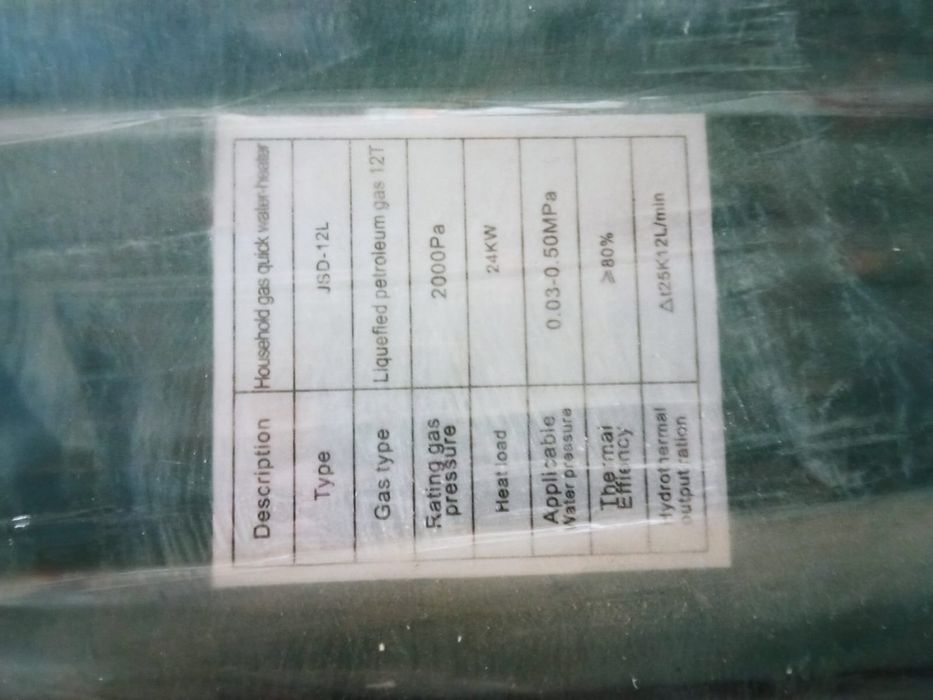 Description Household gas quick water-heater
Type JSD-12L
Gas type Liquefied petroleum gas 12T
Rating gas
pressure 2000Pa
Heat load 24KW
Applicable
Water pressure 0.03-0.50MPa
Thermal
Effiency ≥80%
Hydrothermal
output ration Δt25K12L/min